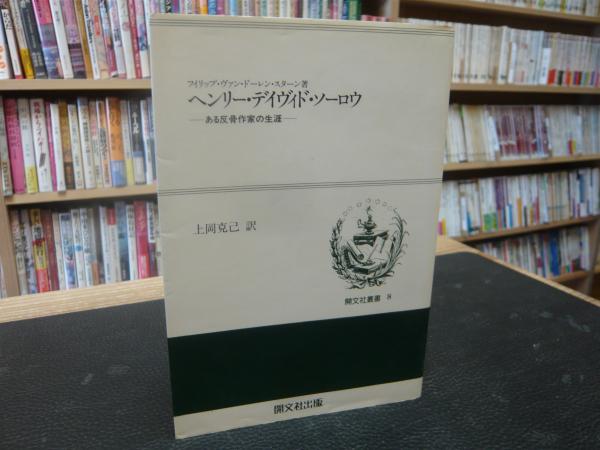 フィリップ・ヴァン・ドーレン・スターン著
ヘンリー・デイヴィド・ソーロウ
――ある反骨作家の生涯――
上岡克己 訳
開文社叢書 8
開文社出版